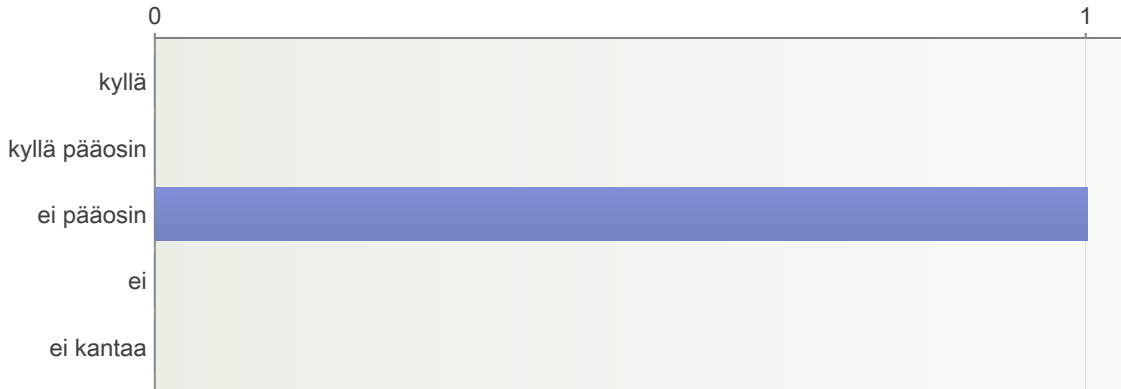 0 1
kyllä
kyllä pääosin
ei pääosin
ei
ei kantaa